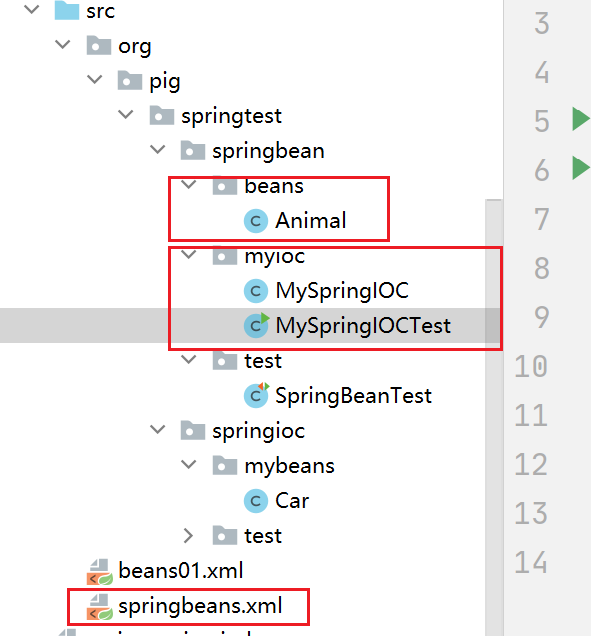 src
3
org
4
pig
springtest
5
springbean
6
beans
Animal
7
myioc
8
MySpringIOC
MySpringIOCTest
9
test
10
SpringBeanTest
11
springioc
mybeans
12
Car
13
test
beans01.xml
14
springbeans.xml